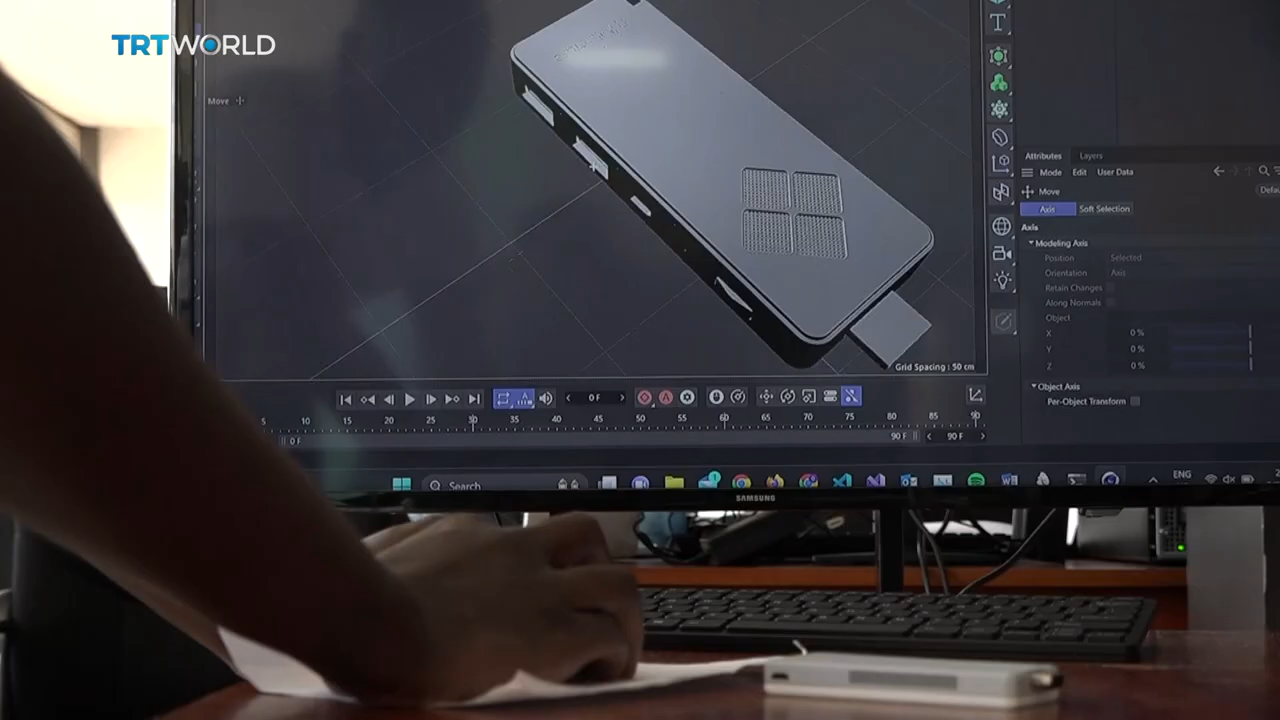 TRT WORLD
Move
Attributes Layers
Mode Edit User Data
Move
Axis Soft Selection
Axis
Modeling Axis
Position Selected
Orientation Axis
Retain Changes
Along Normals
Object
X 0 %
Y 0 %
Z 0 %
Object Axis
Per-Object Transform
Grid Spacing : 50 cm
0 F
5 10 15 20 25 30 35 40 45 50 55 60 65 70 75 80 85 90
0 F 90 F 90 F
Search
ENG
SAMSUNG